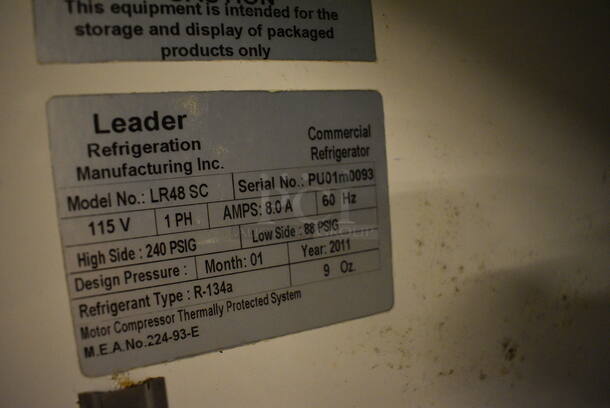 This equipment is intended for the
storage and display of packaged
products only
Leader
Refrigeration
Manufacturing Inc.
Commercial
Refrigerator
Model No.: LR48 SC Serial No.: PU01m0093
115 V 1 PH AMPS: 8.0 A 60 Hz
High Side : 240 PSIG Low Side : 88 PSIG
Design Pressure : Month: 01 Year: 2011
Refrigerant Type : R-134a 9 Oz.
Motor Compressor Thermally Protected System
M.E.A.No.224-93-E